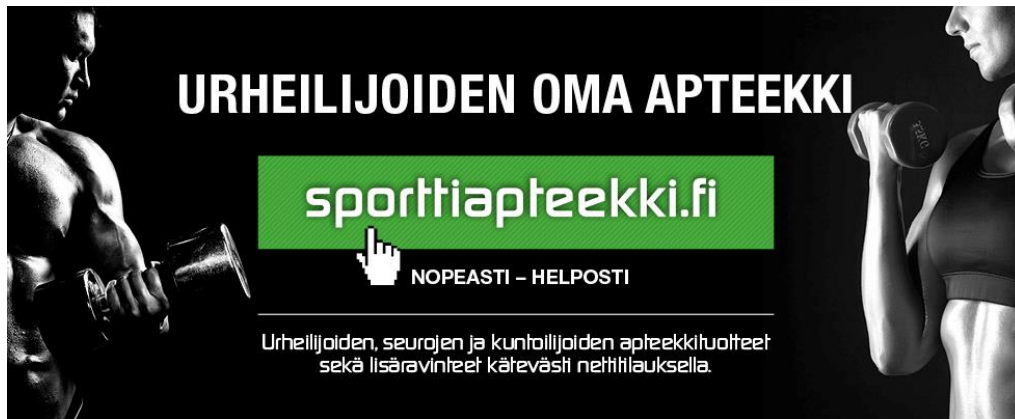 URHEILIJOIDEN OMA APTEEKKI
sporttiapteekki.fi
NOPEASTI – HELPOSTI
Urheilijoiden, seurojen ja kuntoilijoiden apteekkituotteet
sekä lisäravinteet kätevästi nettitilauksella.